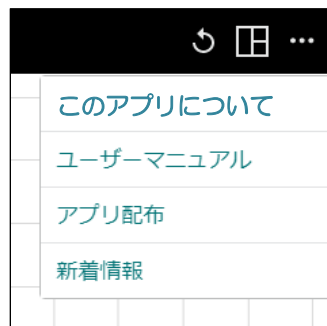 このアプリについて
ユーザーマニュアル
アプリ配布
新着情報